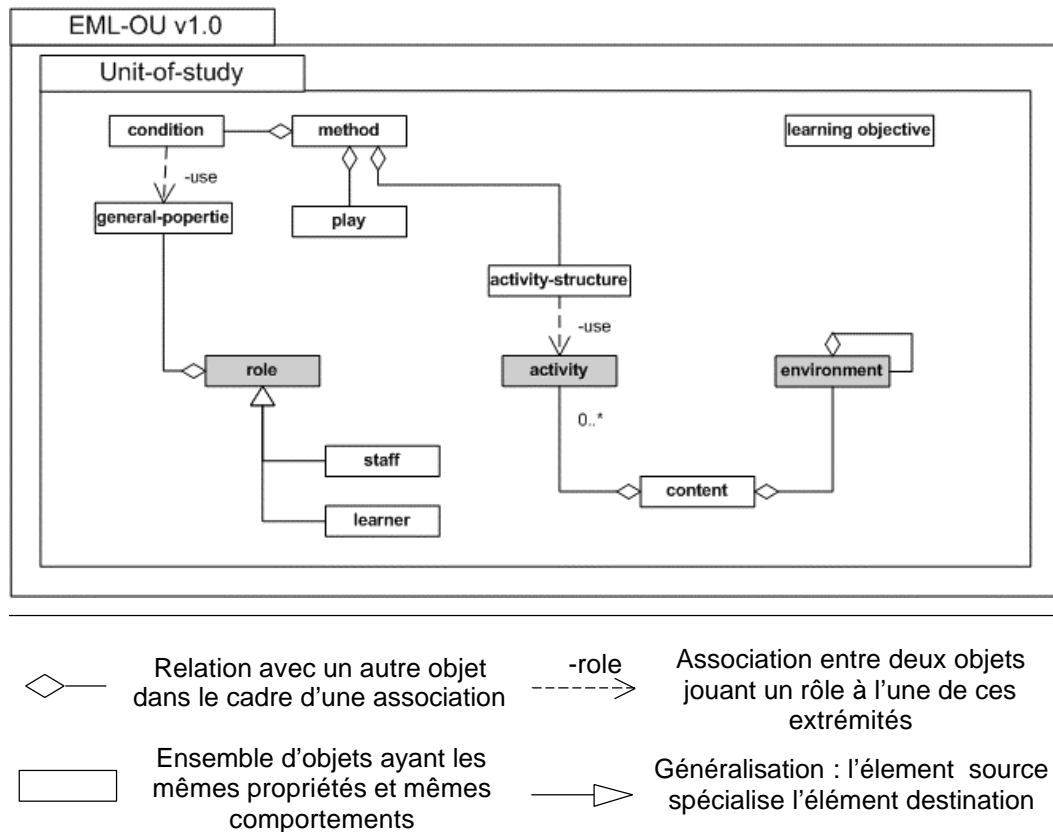 EML-OU v1.0
Unit-of-study
condition
method
learning objective
-use
general-popertie
play
activity-structure
-use
role
activity
environment
0..*
staff
content
learner
Relation avec un autre objet
dans le cadre d'une association
-role
Association entre deux objets
jouant un rôle à l'une de ces
extrémités
Ensemble d'objets ayant les
mêmes propriétés et mêmes
comportements
Généralisation : l'élement source
spécialise l'élément destination